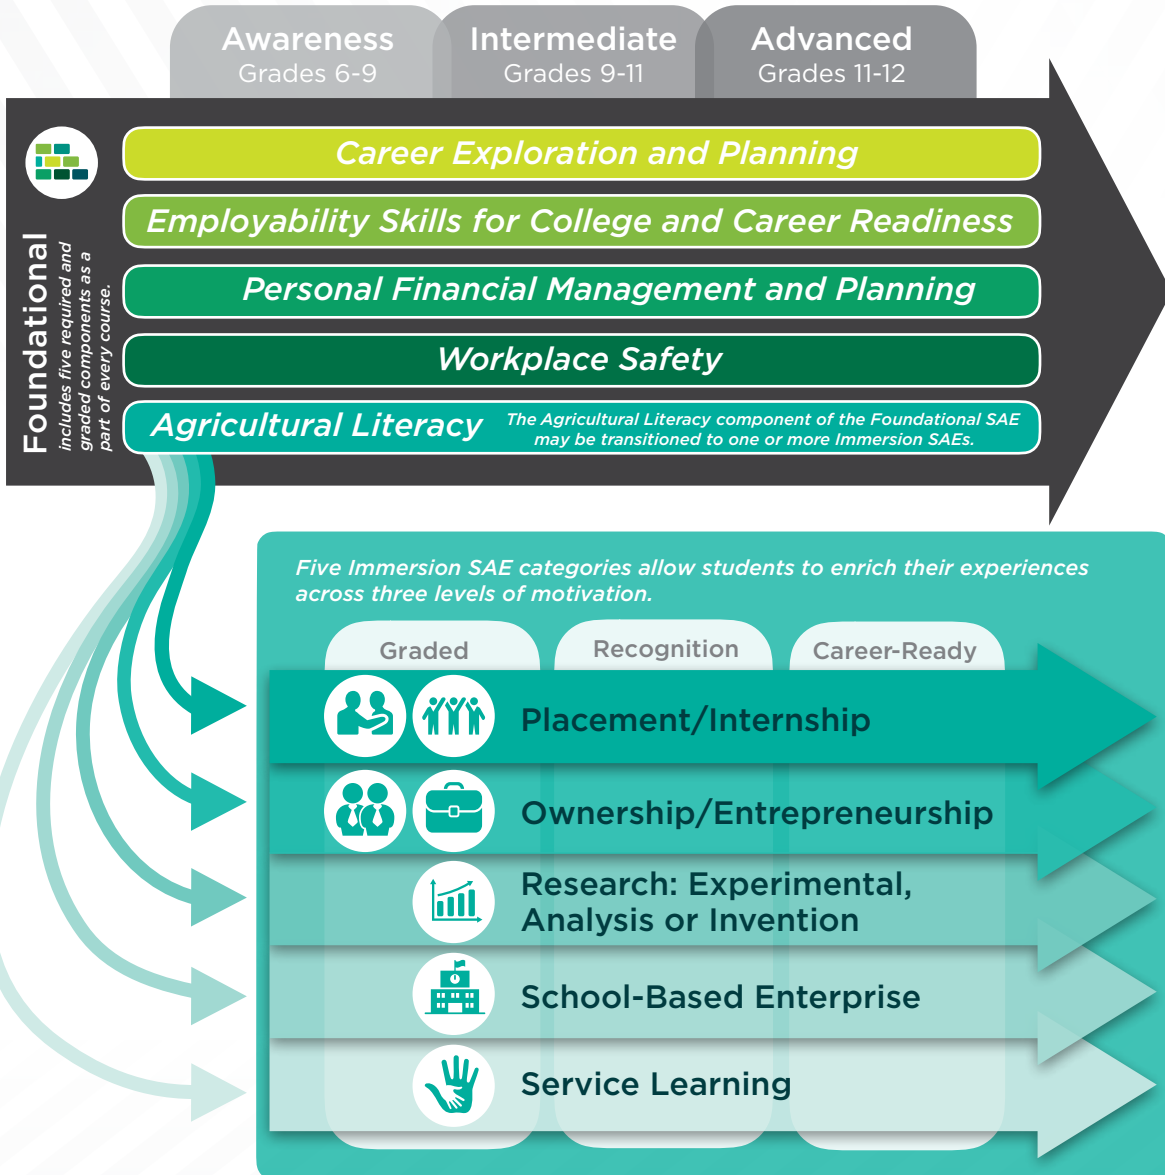 Awareness
Grades 6-9
Intermediate
Grades 9-11
Advanced
Grades 11-12
Foundational
includes five required and
graded components as a
part of every course.
Career Exploration and Planning
Employability Skills for College and Career Readiness
Personal Financial Management and Planning
Workplace Safety
Agricultural Literacy
The Agricultural Literacy component of the Foundational SAE
may be transitioned to one or more Immersion SAEs.
Five Immersion SAE categories allow students to enrich their experiences
across three levels of motivation.
Graded
Recognition
Career-Ready
Placement/Internship
Ownership/Entrepreneurship
Research: Experimental,
Analysis or Invention
School-Based Enterprise
Service Learning